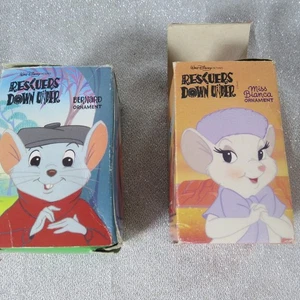 Walt Disney
RESCUERS
DOWN UNDER
BERNARD
ORNAMENT
Walt Disney
RESCUERS
DOWN UNDER
Miss
Bianca
ORNAMENT